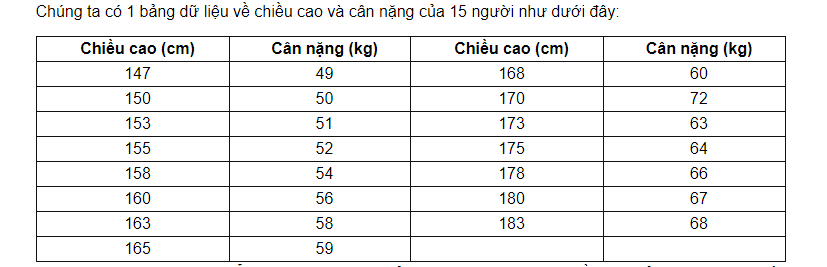 Chúng ta có 1 bảng dữ liệu về chiều cao và cân nặng của 15 người như dưới đây:
Chiều cao (cm) Cân nặng (kg) Chiều cao (cm) Cân nặng (kg)
147 49 168 60
150 50 170 72
153 51 173 63
155 52 175 64
158 54 178 66
160 56 180 67
163 58 183 68
165 59